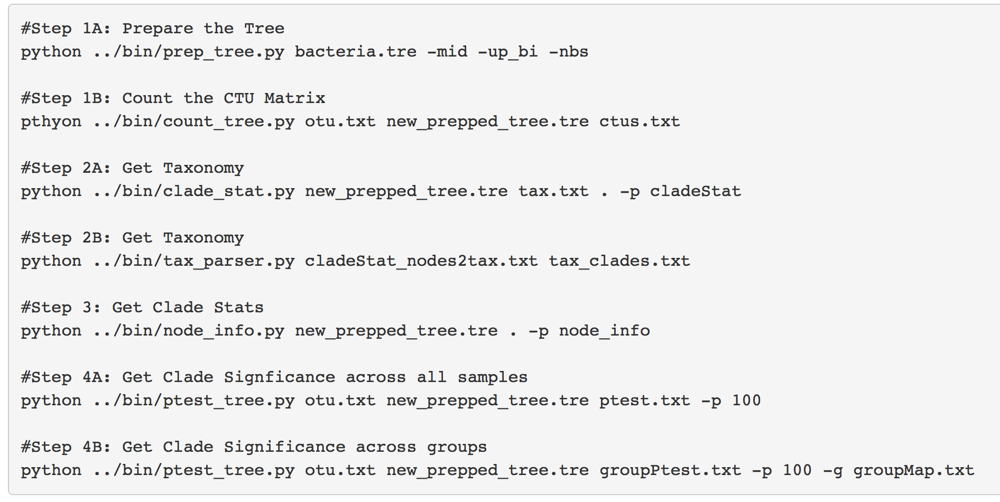 #Step 1A: Prepare the Tree
python ../bin/prep_tree.py bacteria.tre -mid -up_bi -nbs
#Step 1B: Count the CTU Matrix
pthyon ../bin/count_tree.py otu.txt new_prepped_tree.tre ctus.txt
#Step 2A: Get Taxonomy
python ../bin/clade_stat.py new_prepped_tree.tre tax.txt . -p cladeStat
#Step 2B: Get Taxonomy
python ../bin/tax_parser.py cladeStat_nodes2tax.txt tax_clades.txt
#Step 3: Get Clade Stats
python ../bin/node_info.py new_prepped_tree.tre . -p node_info
#Step 4A: Get Clade Signficance across all samples
python ../bin/ptest_tree.py otu.txt new_prepped_tree.tre ptest.txt -p 100
#Step 4B: Get Clade Significance across groups
python ../bin/ptest_tree.py otu.txt new_prepped_tree.tre groupPtest.txt -p 100 -g groupMap.txt